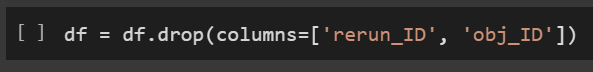 [ ] df = df.drop(columns=['rerun_ID', 'obj_ID'])